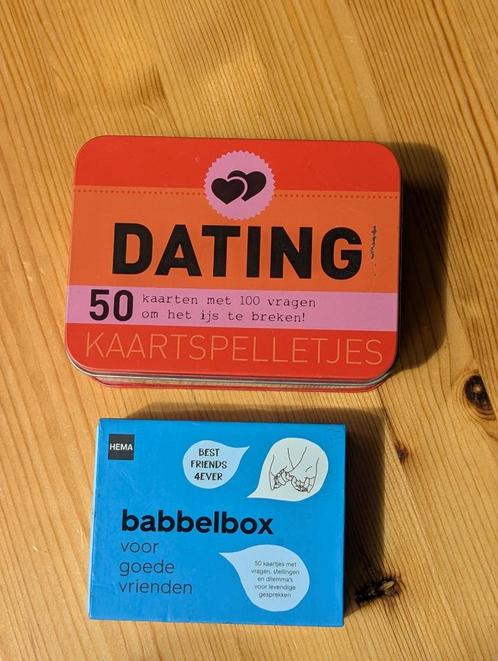 DATING!
50 kaarten met 100 vragen
om het ijs te breken!
KAARTSPELLETJES
HEMA
BEST
FRIENDS
4EVER
babbelbox
voor
goede
vrienden
50 kaartjes met
vragen, stellingen
en dilemma's
voor levendige
gesprekken